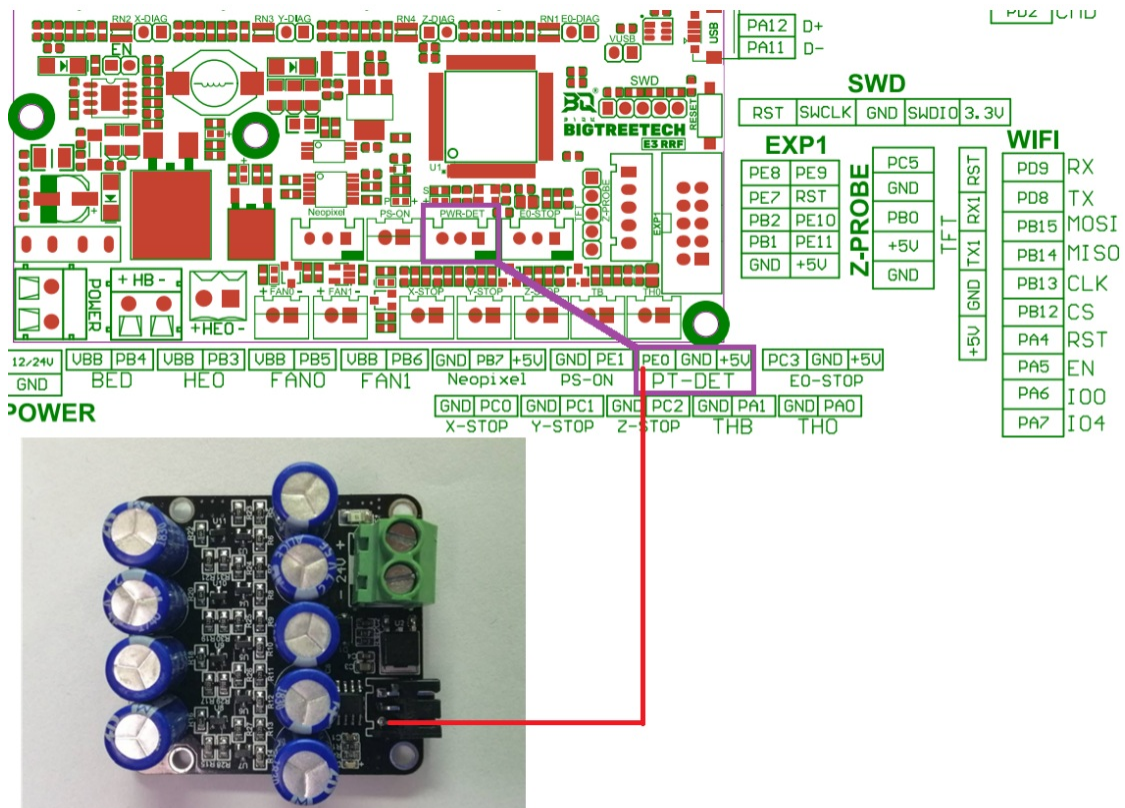 RN2 X-DIAG RN3 Y-DIAG RN4 Z-DIAG RN1 E0-DIAG
PD2 CMD
PA12 D+
PA11 D-
VUSB
USB
EN
SWD
RESET
BIGTREETECH
E3 RRF
U1
SWD
RST SWCLK GND SWDIO 3.3V
EXP1
PE8 PE9
PE7 RST
PB2 PE10
PB1 PE11
GND +5V
Z-PROBE
PC5
GND
PB0
+5V
GND
TFT
+5V GND TX1 RX1 RST
WIFI
PD9 RX
PD8 TX
PB15 MOSI
PB14 MISO
PB13 CLK
PB12 CS
PA4 RST
PA5 EN
PA6 IO0
PA7 IO4
Neopixel PS-ON PWR-DET E0-STOP
TFT
Z-PROBE
EXP1
POWER
+ HB -
+HE0-
+ FAN0 -
+ FAN1 -
X-STOP Y-STOP Z-STOP TB TH0
12/24V
GND
POWER
VBB PB4
BED
VBB PB3
HE0
VBB PB5
FAN0
VBB PB6
FAN1
GND PB7 +5V
Neopixel
GND PE1
PS-ON
PE0 GND +5V
PT-DET
PC3 GND +5V
E0-STOP
GND PC0
X-STOP
GND PC1
Y-STOP
GND PC2
Z-STOP
GND PA1
THB
GND PA0
TH0
- 24V +